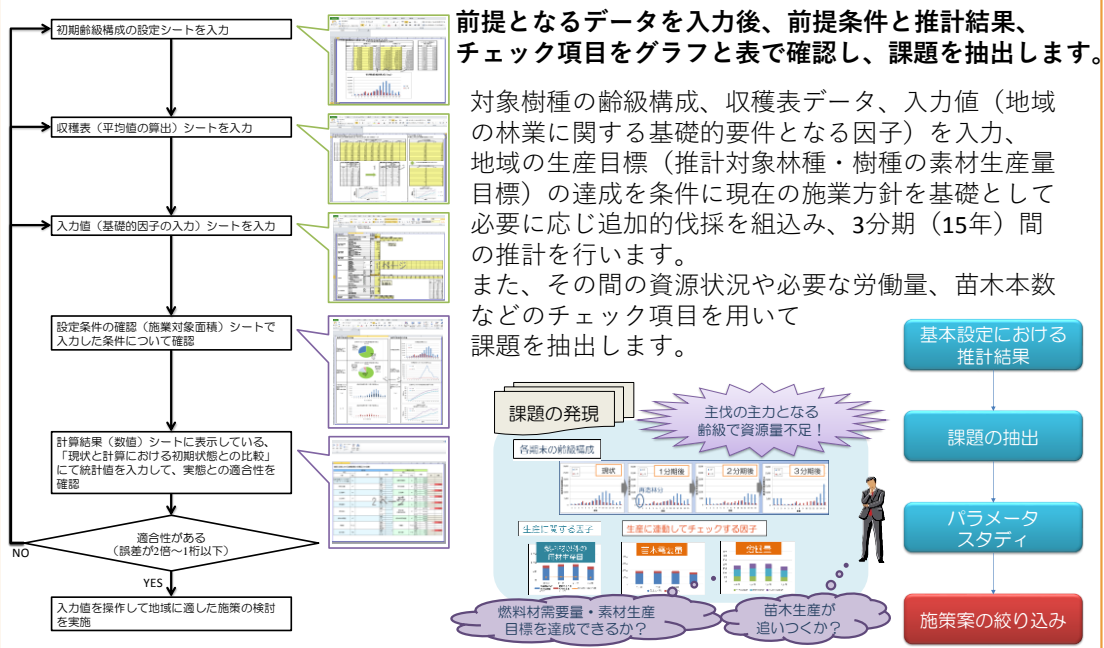 前提となるデータを入力後、前提条件と推計結果、
チェック項目をグラフと表で確認し、課題を抽出します。
初期齢級構成の設定シートを入力
収穫表（平均値の算出）シートを入力
入力値（基礎的因子の入力）シートを入力
設定条件の確認（施業対象面積）シートで
入力した条件について確認
計算結果（数値）シートに表示している、
「現状と計算における初期状態との比較」
にて統計値を入力して、実態との適合性を
確認
適合性がある
（誤差が2倍～1桁以下）
NO
YES
入力値を操作して地域に適した施策の検討
を実施
対象樹種の齢級構成、収穫表データ、入力値（地域
の林業に関する基礎的要件となる因子）を入力、
地域の生産目標（推計対象林種・樹種の素材生産量
目標）の達成を条件に現在の施業方針を基礎として
必要に応じ追加的伐採を組込み、3分期（15年）間
の推計を行います。
また、その間の資源状況や必要な労働量、苗木本数
などのチェック項目を用いて
課題を抽出します。
課題の発現
主伐の主力となる
齢級で資源量不足！
各期末の齢級構成
現状
1分期後
2分期後
3分期後
再造林分
生産に関する因子
生産に連動してチェックする因子
苗木需要量
労働量
燃料材需要量・素材生産
目標を達成できるか？
苗木生産が
追いつくか？
基本設定における
推計結果
課題の抽出
パラメータ
スタディ
施策案の絞り込み